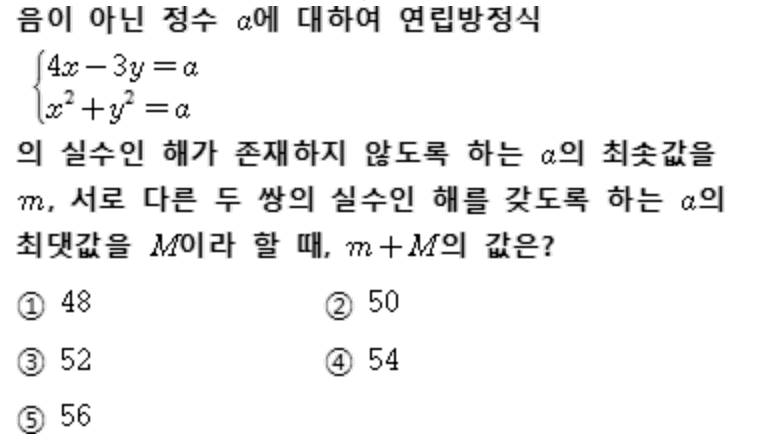 음이 아닌 정수 a에 대하여 연립방정식
{4x－3y＝a
x²＋y²＝a
의 실수인 해가 존재하지 않도록 하는 a의 최솟값을
m, 서로 다른 두 쌍의 실수인 해를 갖도록 하는 a의
최댓값을 M이라 할 때, m＋M의 값은?
① 48 ② 50
③ 52 ④ 54
⑤ 56